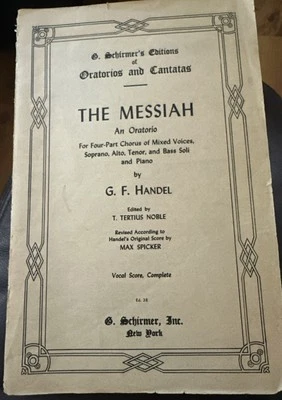 G. Schirmer's Editions
of
Oratorios and Cantatas
THE MESSIAH
An Oratorio
For Four-Part Chorus of Mixed Voices,
Soprano, Alto, Tenor, and Bass Soli
and Piano
by
G. F. HANDEL
Edited by
T. TERTIUS NOBLE
Revised According to
Handel's Original Score by
MAX SPICKER
Vocal Score, Complete
G. Schirmer, Inc.
New York